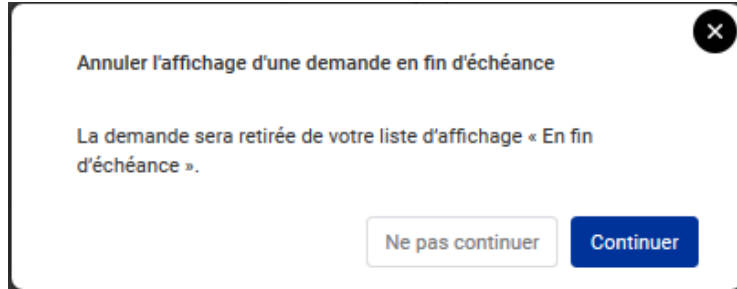 Annuler l'affichage d'une demande en fin d'échéance
La demande sera retirée de votre liste d'affichage « En fin
d'échéance ».
Ne pas continuer
Continuer